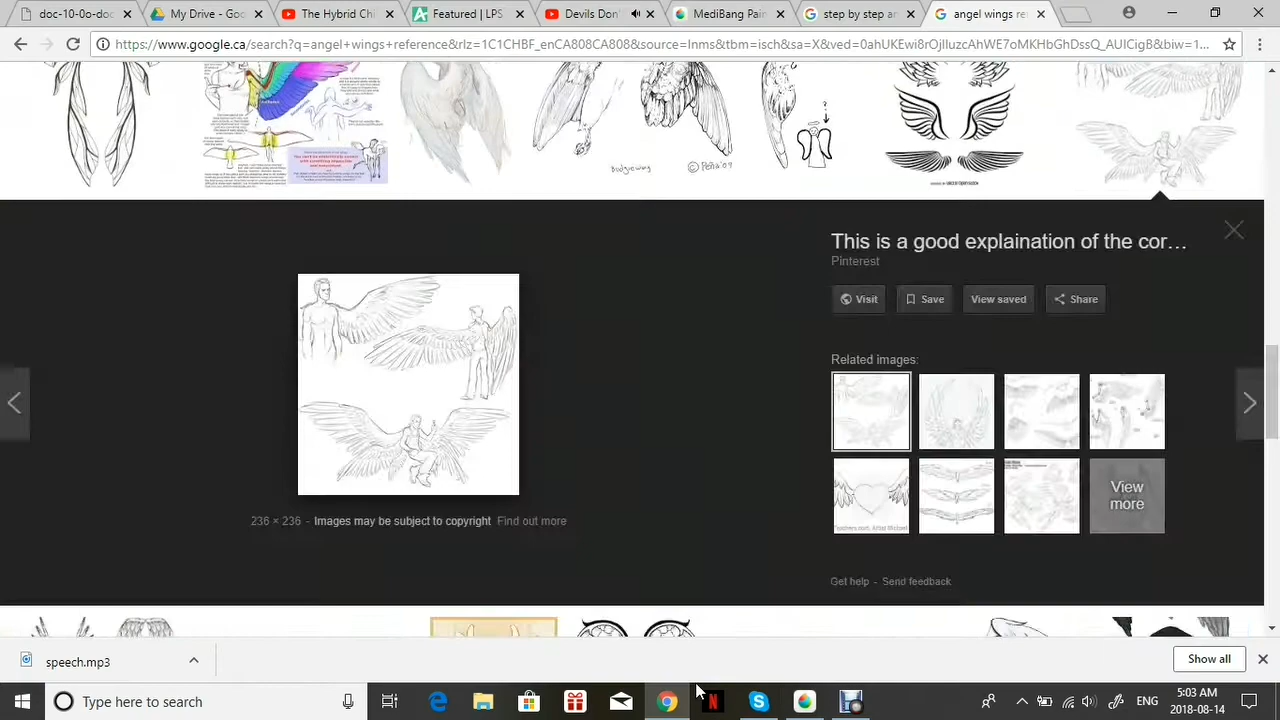 doc-10-0o-doc
My Drive - Go
The Hybrid Chi
Featured | LPS
Devils Don'
MediBang Pain
step by step ar
angel wings re
https://www.google.ca/search?q=angel+wings+reference&rlz=1C1CHBF_enCA808CA808&source=lnms&tbm=isch&sa=X&ved=0ahUKEwi8rOjIIuzcAhWE7oMKHbGhDssQ_AUICigB&biw=1...
This is a good explaination of the cor...
Pinterest
Visit
Save
View saved
Share
Related images:
View more
236 × 236 - Images may be subject to copyright Find out more
Get help - Send feedback
speech.mp3
Show all
Type here to search
ENG
5:03 AM
2018-08-14